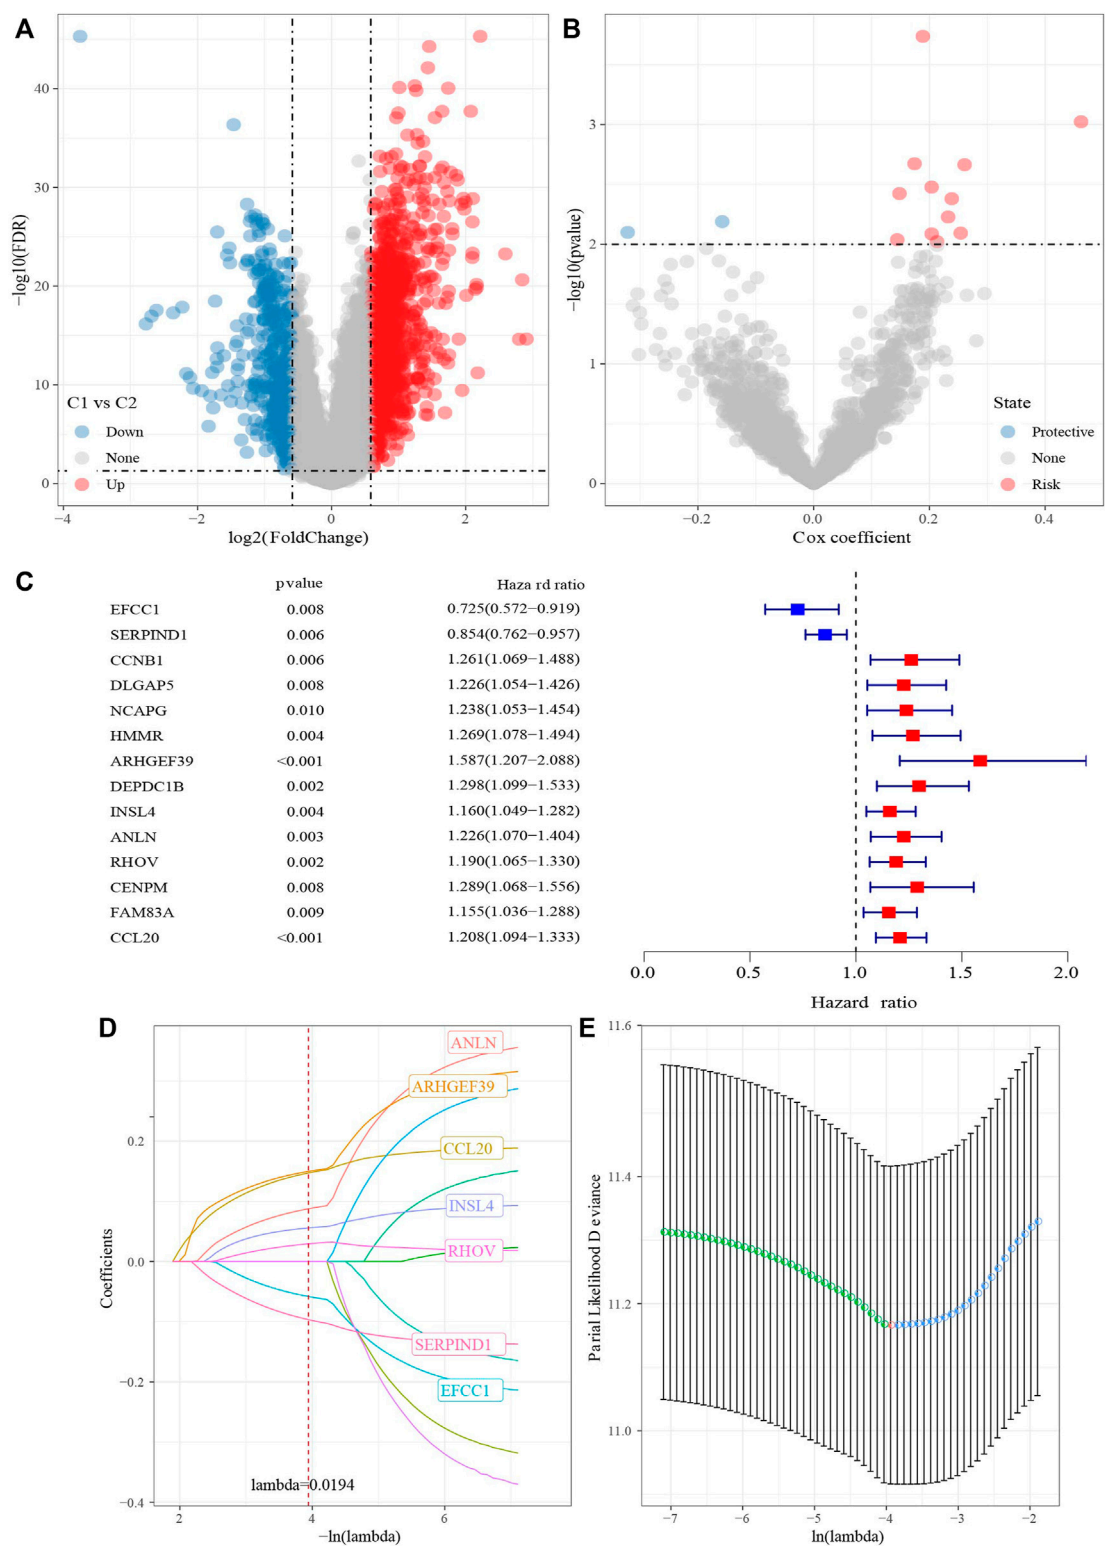 A
B
−log10(FDR)
40
30
20
10
0
C1 vs C2
Down
None
Up
−4
−2
0
2
log2(FoldChange)
−log10(pvalue)
3
2
1
0
State
Protective
None
Risk
−0.2
0.0
0.2
0.4
Cox coefficient
C
pvalue Haza rd ratio
EFCC1 0.008 0.725(0.572−0.919)
SERPIND1 0.006 0.854(0.762−0.957)
CCNB1 0.006 1.261(1.069−1.488)
DLGAP5 0.008 1.226(1.054−1.426)
NCAPG 0.010 1.238(1.053−1.454)
HMMR 0.004 1.269(1.078−1.494)
ARHGEF39 <0.001 1.587(1.207−2.088)
DEPDC1B 0.002 1.298(1.099−1.533)
INSL4 0.004 1.160(1.049−1.282)
ANLN 0.003 1.226(1.070−1.404)
RHOV 0.002 1.190(1.065−1.330)
CENPM 0.008 1.289(1.068−1.556)
FAM83A 0.009 1.155(1.036−1.288)
CCL20 <0.001 1.208(1.094−1.333)
0.0 0.5 1.0 1.5 2.0
Hazard ratio
D
Coefficients
0.2
0.0
−0.2
−0.4
ANLN
ARHGEF39
CCL20
INSL4
RHOV
SERPIND1
EFCC1
lambda=0.0194
2
4
6
−ln(lambda)
E
Parial Likelihood D eviance
11.6
11.4
11.2
11.0
−7
−6
−5
−4
−3
−2
ln(lambda)